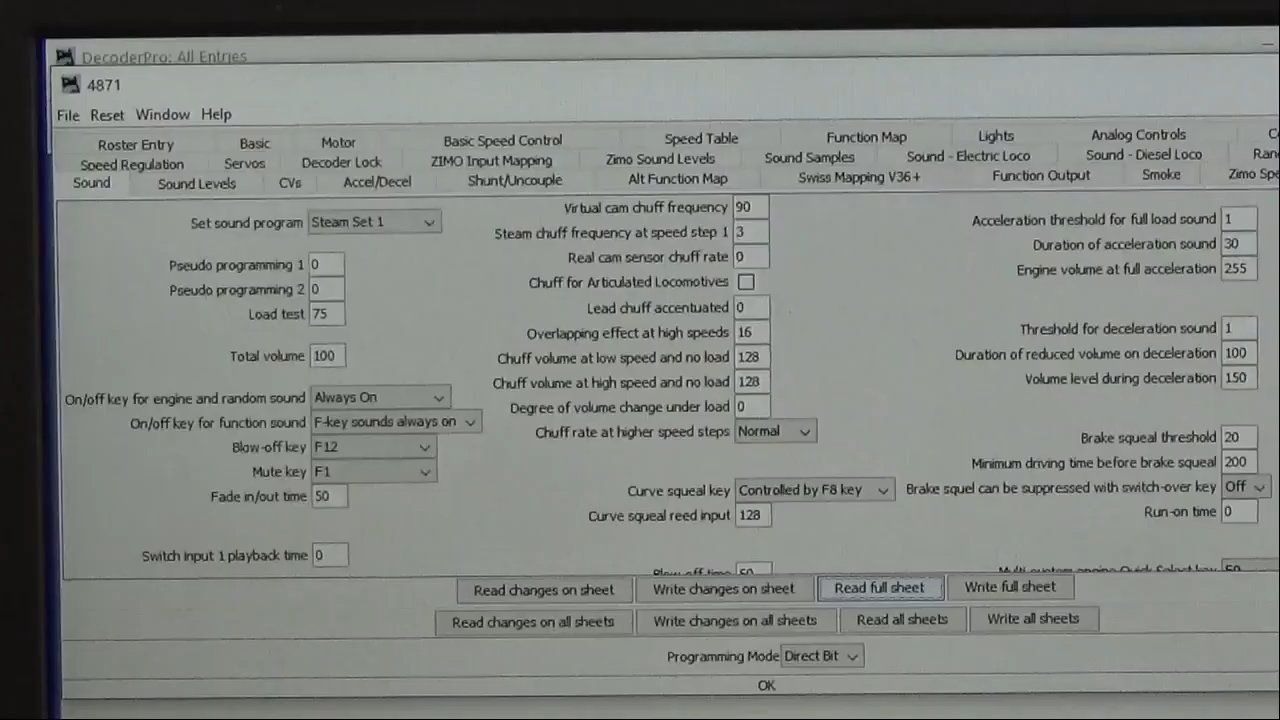 DecoderPro: All Entries
4871
File Reset Window Help
Roster Entry Basic Motor Basic Speed Control Speed Table Function Map Lights Analog Controls
Speed Regulation Servos Decoder Lock ZIMO Input Mapping Zimo Sound Levels Sound Samples Sound - Electric Loco Sound - Diesel Loco
Sound Sound Levels CVs Accel/Decel Shunt/Uncouple Alt Function Map Swiss Mapping V36+ Function Output Smoke Zimo
Set sound program Steam Set 1
Pseudo programming 1 0
Pseudo programming 2 0
Load test 75
Total volume 100
On/off key for engine and random sound Always On
On/off key for function sound F-key sounds always on
Blow-off key F12
Mute key F1
Fade in/out time 50
Switch input 1 playback time 0
Virtual cam chuff frequency 90
Steam chuff frequency at speed step 1 3
Real cam sensor chuff rate 0
Chuff for Articulated Locomotives
Lead chuff accentuated 0
Overlapping effect at high speeds 16
Chuff volume at low speed and no load 128
Chuff volume at high speed and no load 128
Degree of volume change under load 0
Chuff rate at higher speed steps Normal
Curve squeal key Controlled by F8 key
Curve squeal reed input 128
Blow-off time 50
Acceleration threshold for full load sound 1
Duration of acceleration sound 30
Engine volume at full acceleration 255
Threshold for deceleration sound 1
Duration of reduced volume on deceleration 100
Volume level during deceleration 150
Brake squeal threshold 20
Minimum driving time before brake squeal 200
Brake squel can be suppressed with switch-over key Off
Run-on time 0
Read changes on sheet Write changes on sheet Read full sheet Write full sheet
Read changes on all sheets Write changes on all sheets Read all sheets Write all sheets
Programming Mode Direct Bit
OK